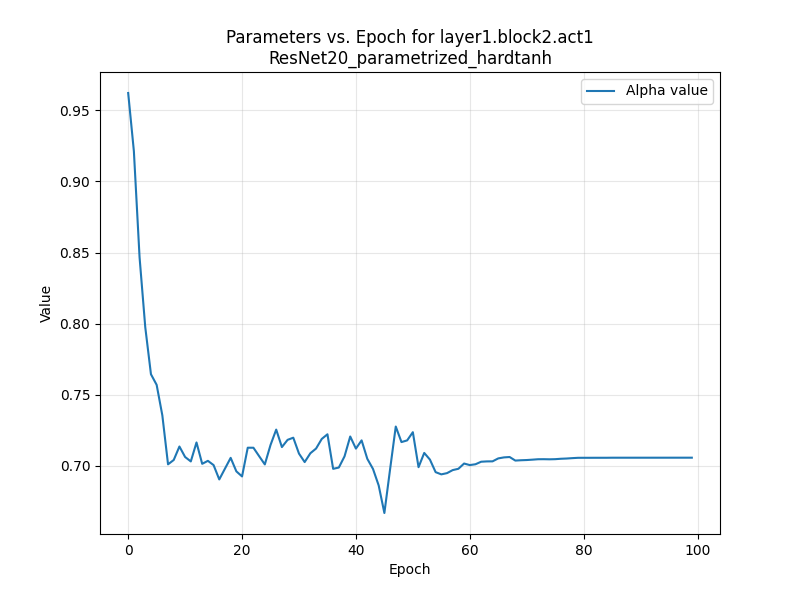 Parameters vs. Epoch for layer1.block2.act1
ResNet20_parametrized_hardtanh
Alpha value
0.95
0.90
0.85
0.80
0.75
0.70
Value
0
20
40
60
80
100
Epoch